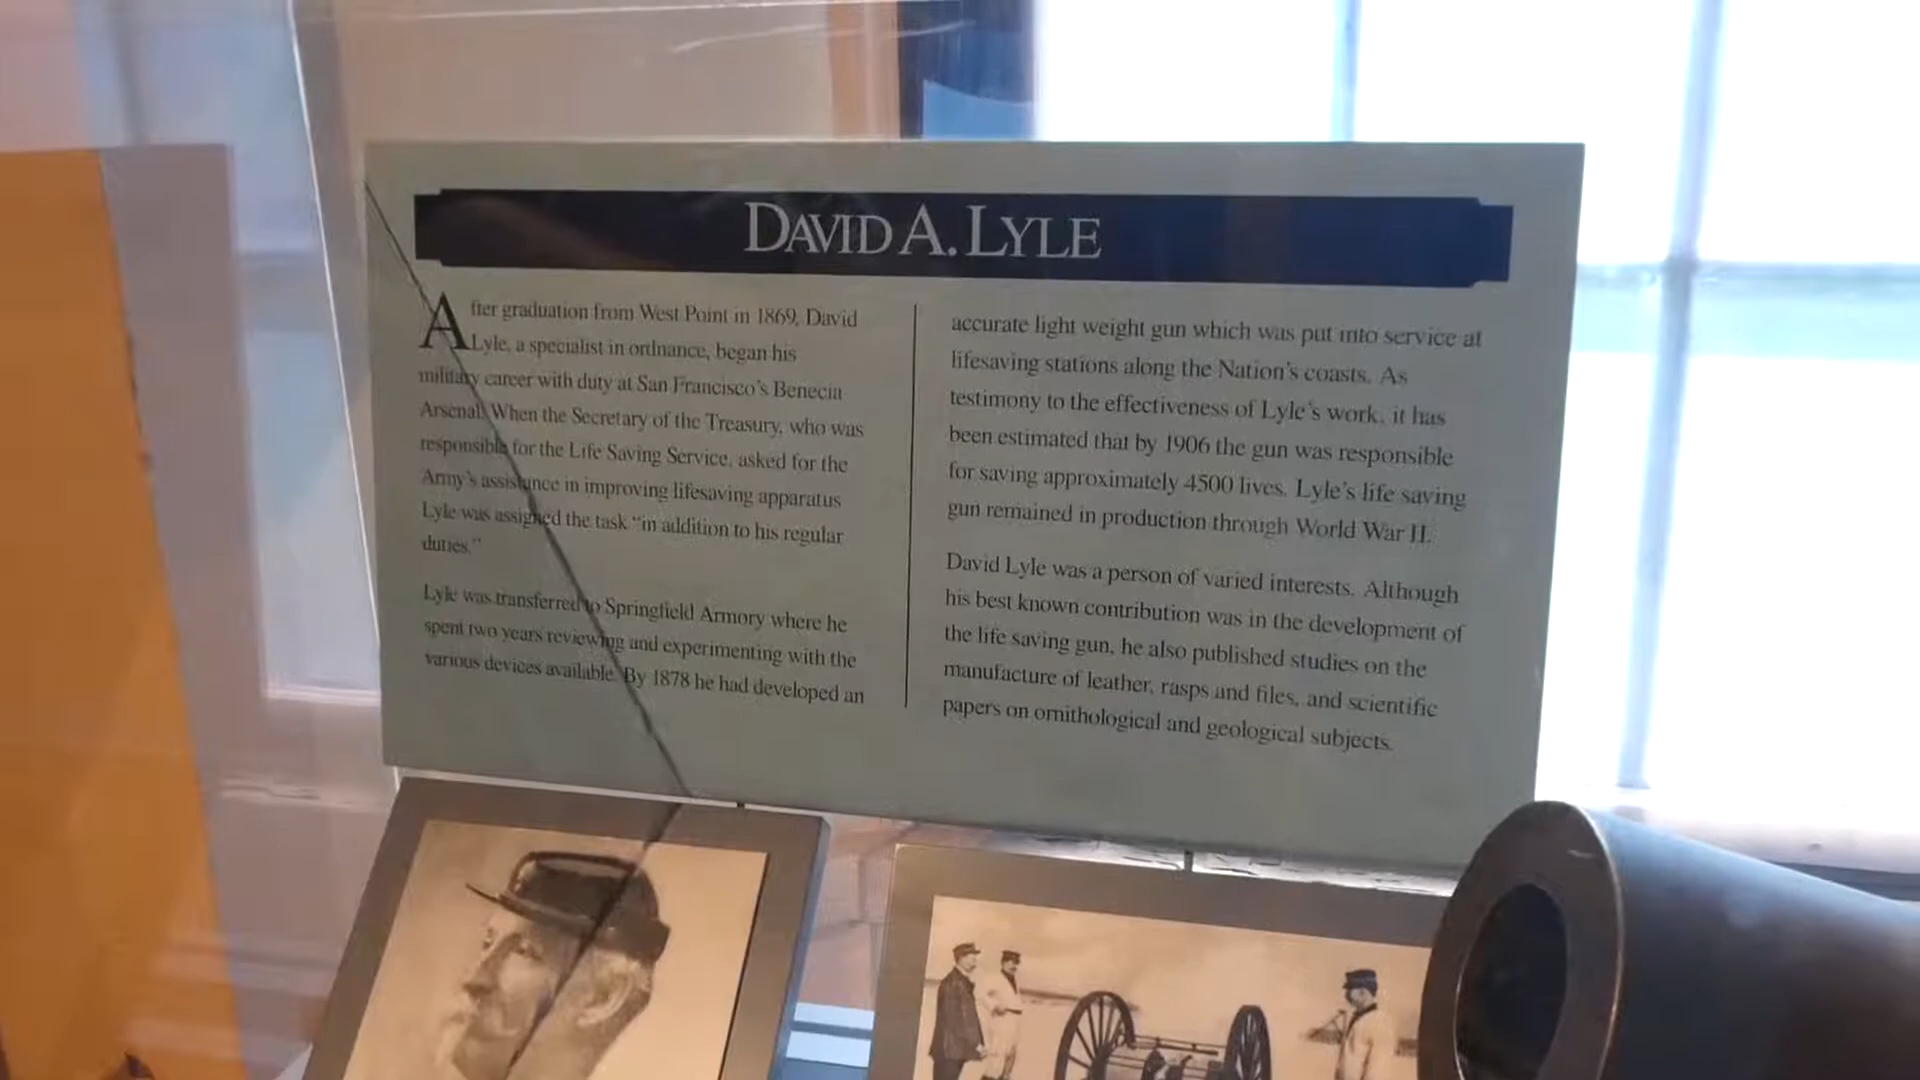 DAVID A. LYLE
After graduation from West Point in 1869, David
Lyle, a specialist in ordnance, began his
military career with duty at San Francisco's Benecia
Arsenal. When the Secretary of the Treasury, who was
responsible for the Life Saving Service, asked for the
Army's assistance in improving lifesaving apparatus
Lyle was assigned the task "in addition to his regular
duties."
Lyle was transferred to Springfield Armory where he
spent two years reviewing and experimenting with the
various devices available. By 1878 he had developed an
accurate light weight gun which was put into service at
lifesaving stations along the Nation's coasts. As
testimony to the effectiveness of Lyle's work, it has
been estimated that by 1906 the gun was responsible
for saving approximately 4500 lives. Lyle's life saving
gun remained in production through World War II.
David Lyle was a person of varied interests. Although
his best known contribution was in the development of
the life saving gun, he also published studies on the
manufacture of leather, rasps and files, and scientific
papers on ornithological and geological subjects.